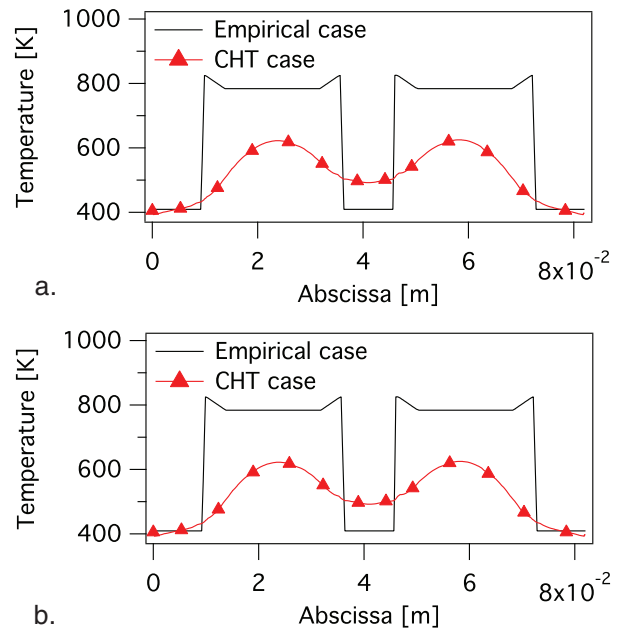 1000
800
600
400
Temperature [K]
Empirical case
CHT case
0
2
4
6
8x10-2
Abscissa [m]
a.
1000
800
600
400
Temperature [K]
Empirical case
CHT case
0
2
4
6
8x10-2
Abscissa [m]
b.